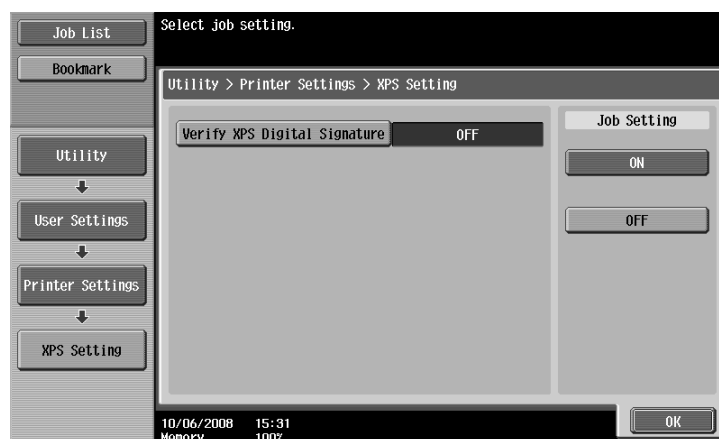 Job List
Bookmark
Utility
User Settings
Printer Settings
XPS Setting
Select job setting.
Utility > Printer Settings > XPS Setting
Verify XPS Digital Signature OFF
Job Setting
ON
OFF
10/06/2008 15:31
Memory 100%
OK